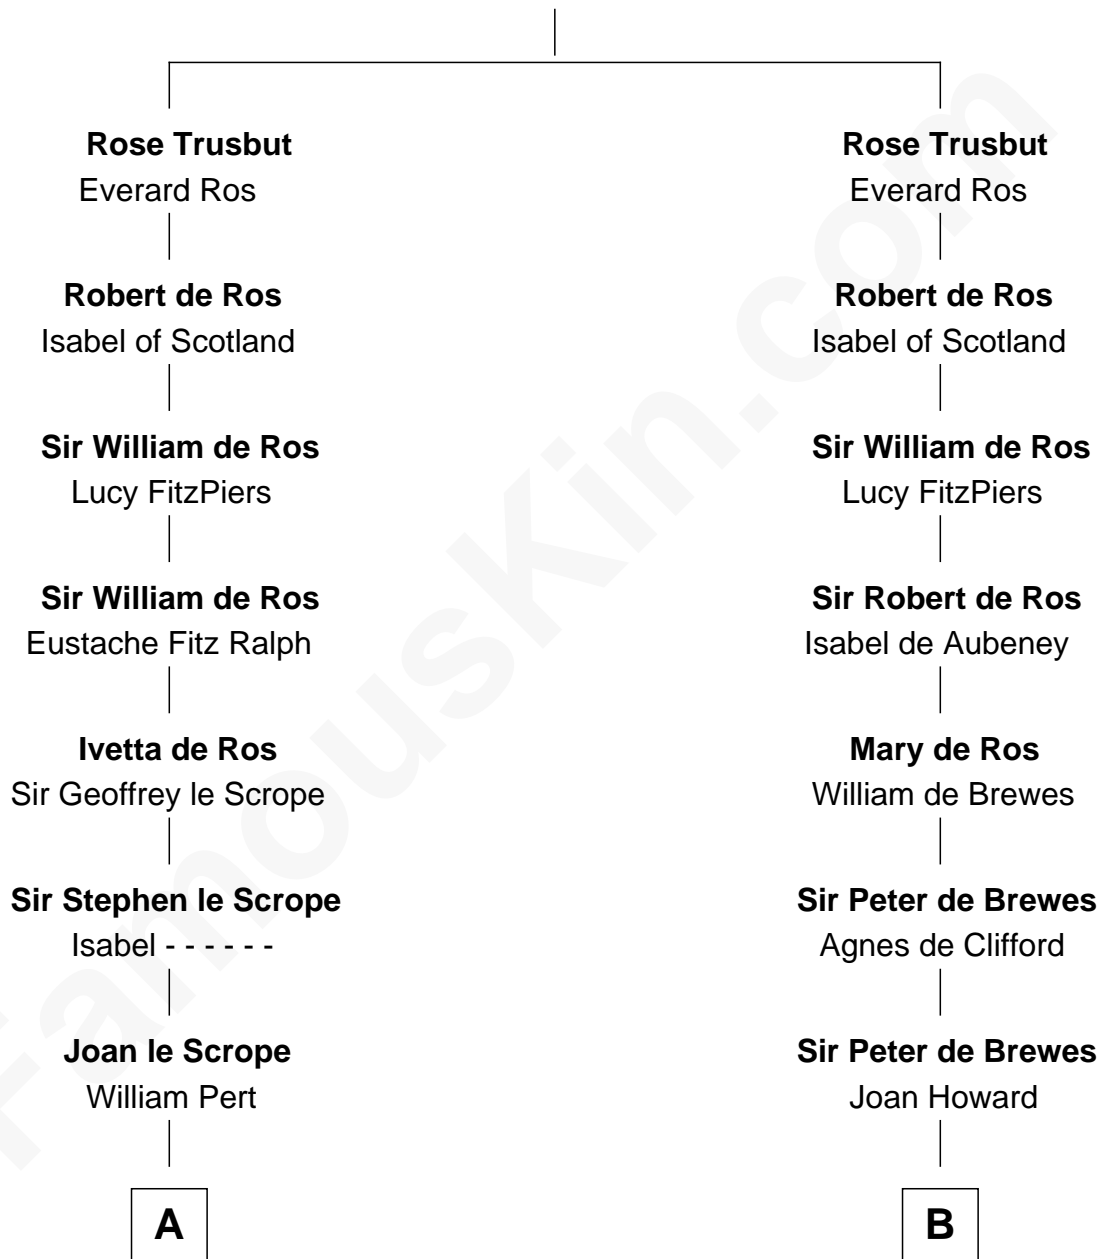 Rose Trusbut
Everard Ros
Robert de Ros
Isabel of Scotland
Sir William de Ros
Lucy FitzPiers
Sir William de Ros
Eustache Fitz Ralph
Ivetta de Ros
Sir Geoffrey le Scrope
Sir Stephen le Scrope
Isabel - - - - - -
Joan le Scrope
William Pert
A
Rose Trusbut
Everard Ros
Robert de Ros
Isabel of Scotland
Sir William de Ros
Lucy FitzPiers
Sir Robert de Ros
Isabel de Aubeney
Mary de Ros
William de Brewes
Sir Peter de Brewes
Agnes de Clifford
Sir Peter de Brewes
Joan Howard
B
FamousKin.com